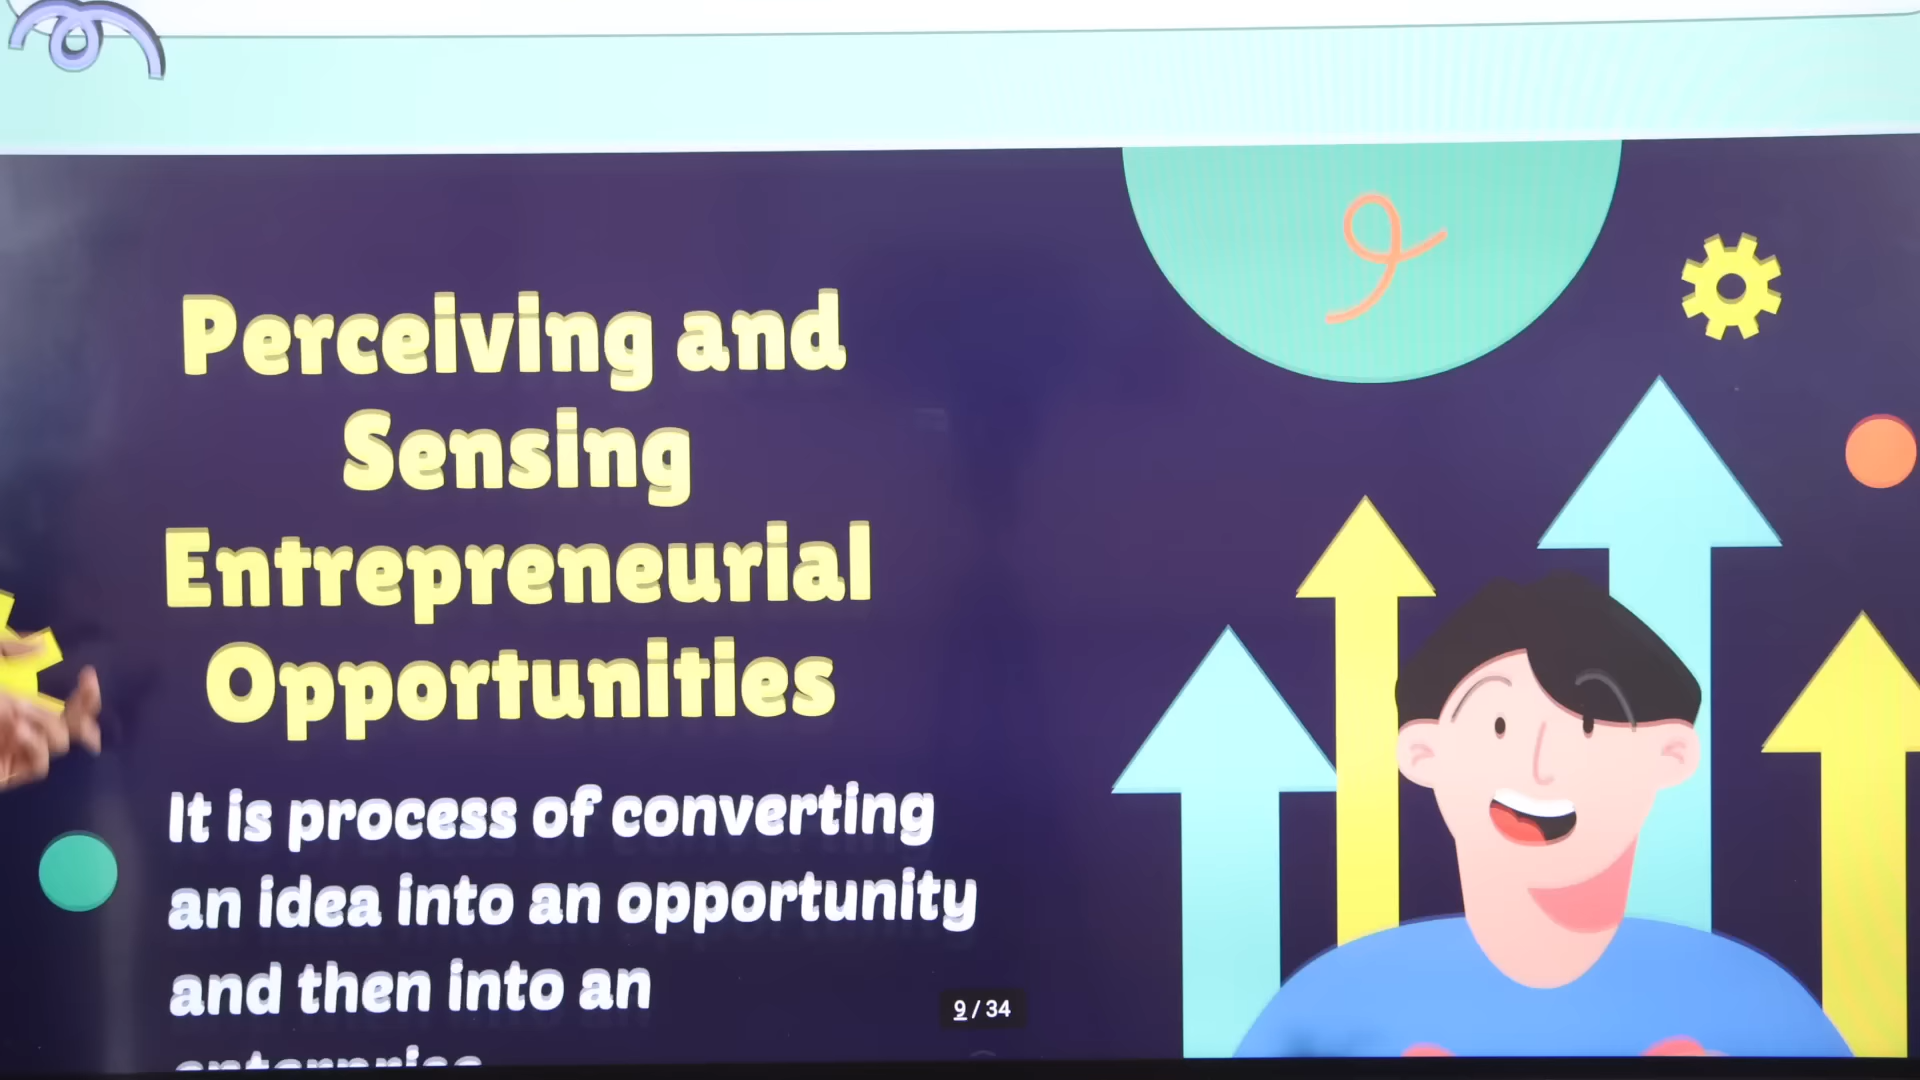 Perceiving and
Sensing
Entrepreneurial
Opportunities
It is process of converting
an idea into an opportunity
and then into an
enterprise
9 / 34